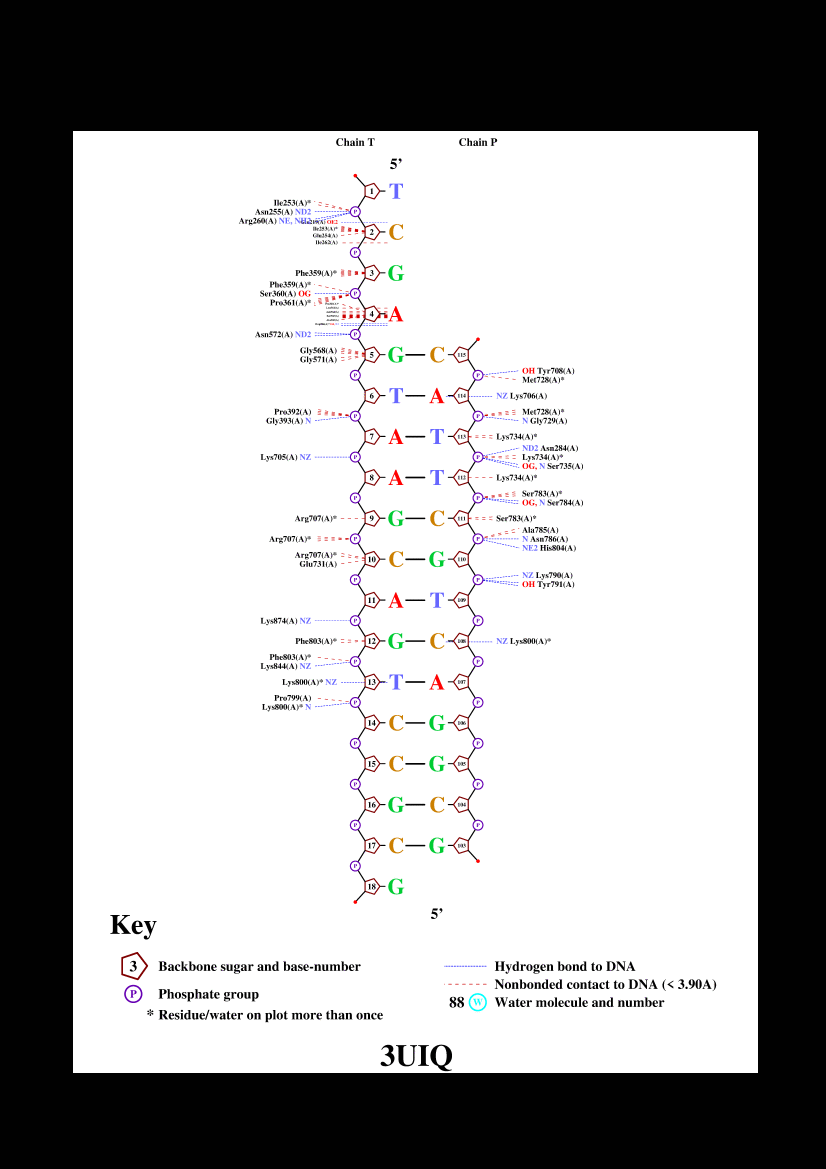 Chain T Chain P
5'
1 T
Ile253(A)*
Asn255(A) ND2
P
Arg260(A) NE, NH2
OE2
Ile253(A)*
2 C
Glu254(A)
Ile262(A)
P
Phe359(A)* 3 G
Phe359(A)*
Ser360(A) OG P
Pro361(A)*
4 A
Asn572(A) ND2 P
Gly568(A) 5 G C 115
Gly571(A)
P P OH Tyr708(A)
Met728(A)*
6 T A 114 NZ Lys706(A)
Pro392(A) P P Met728(A)*
Gly393(A) N N Gly729(A)
7 A T 113 Lys734(A)*
ND2 Asn284(A)
Lys705(A) NZ P P Lys734(A)*
OG, N Ser735(A)
8 A T 112 Lys734(A)*
P P Ser783(A)*
OG, N Ser784(A)
Arg707(A)* 9 G C 111 Ser783(A)*
Ala785(A)
Arg707(A)* P P N Asn786(A)
NE2 His804(A)
Arg707(A)* 10 C G 110
Glu731(A)
P P NZ Lys790(A)
OH Tyr791(A)
11 A T 109
Lys874(A) NZ P P
Phe803(A)* 12 G C 108 NZ Lys800(A)*
Phe803(A)* P P
Lys844(A) NZ
Lys800(A)* NZ 13 T A 107
Pro799(A) P P
Lys800(A)* N
14 C G 106
P P
15 C G 105
P P
16 G C 104
P P
17 C G 103
P
18 G
5'
Key
3 Backbone sugar and base-number
P Phosphate group
* Residue/water on plot more than once
Hydrogen bond to DNA
Nonbonded contact to DNA (< 3.90A)
88 W Water molecule and number
3UIQ